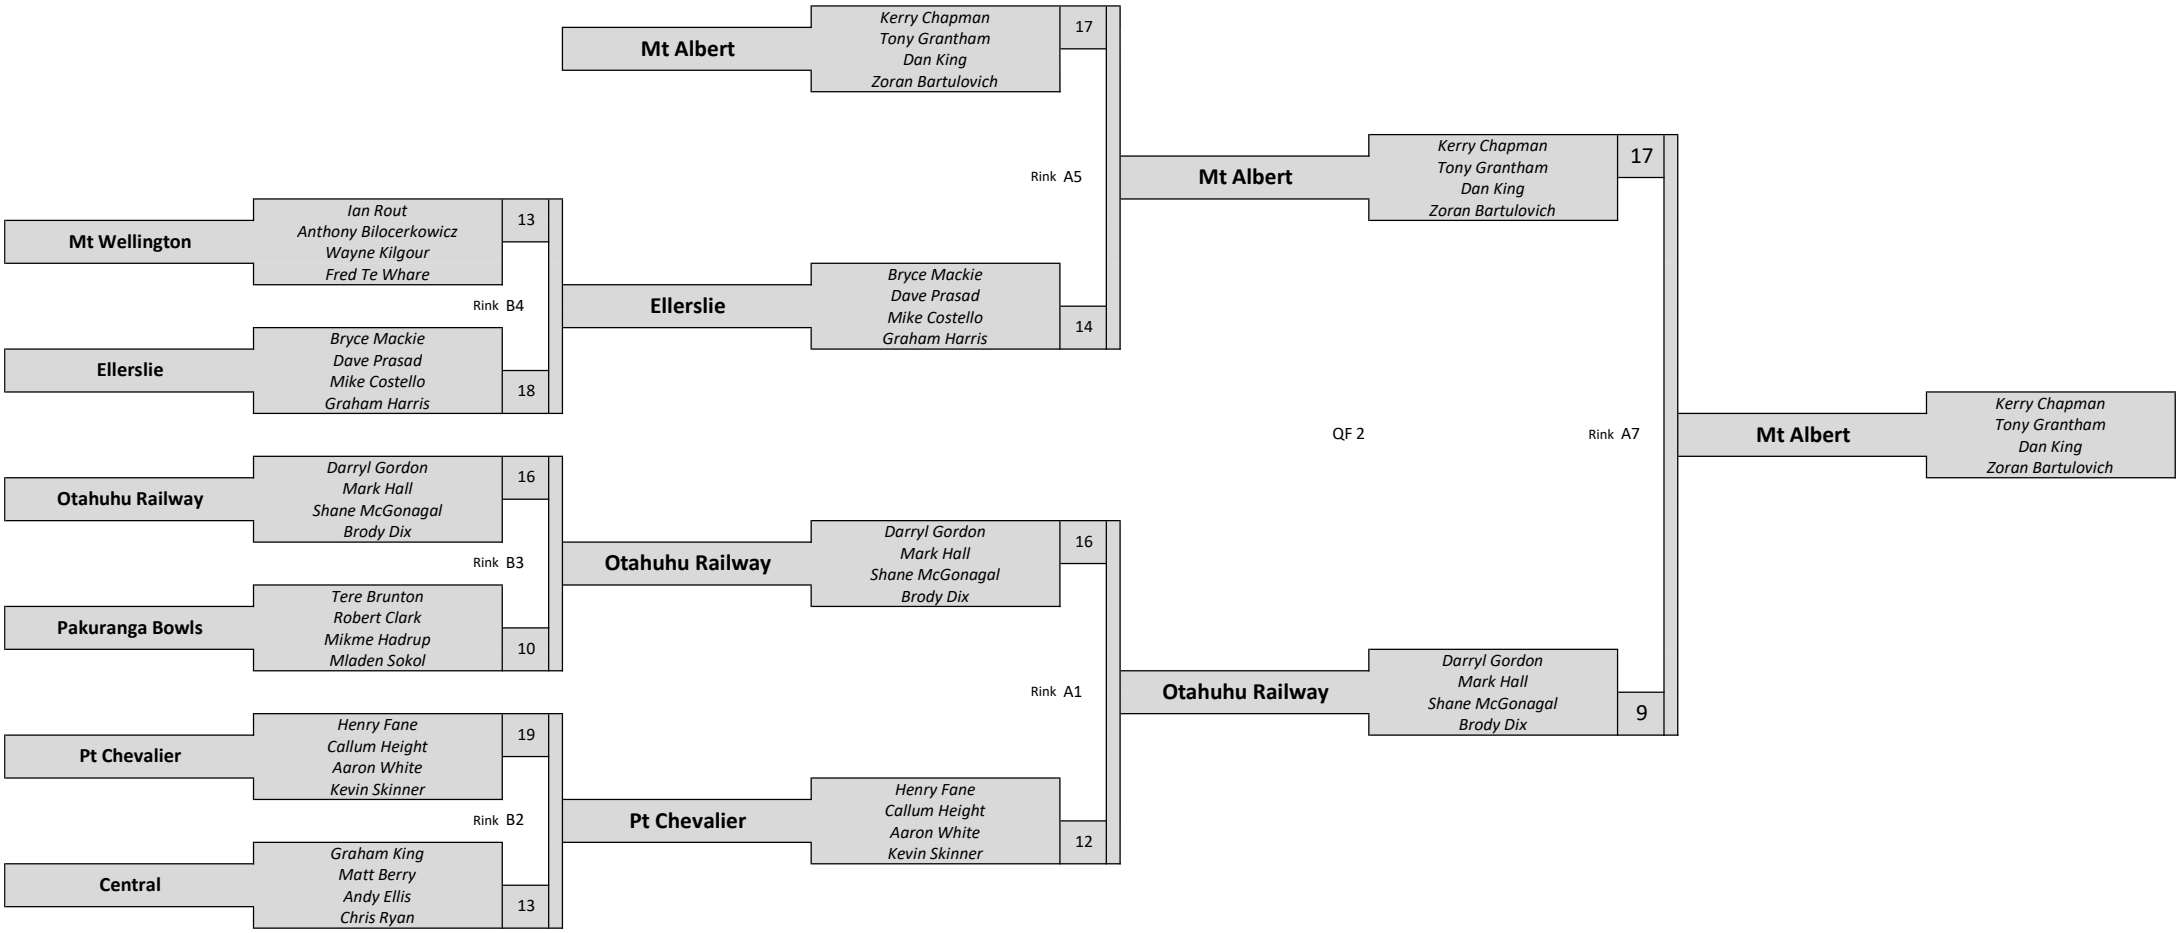 Mt Albert
Kerry Chapman
Tony Grantham
Dan King
Zoran Bartulovich
17
Rink A5
Mt Wellington
Ian Rout
Anthony Bilocerkowicz
Wayne Kilgour
Fred Te Whare
13
Rink B4
Ellerslie
Bryce Mackie
Dave Prasad
Mike Costello
Graham Harris
18
Ellerslie
Bryce Mackie
Dave Prasad
Mike Costello
Graham Harris
14
Mt Albert
Kerry Chapman
Tony Grantham
Dan King
Zoran Bartulovich
17
Otahuhu Railway
Darryl Gordon
Mark Hall
Shane McGonagal
Brody Dix
16
Rink B3
Pakuranga Bowls
Tere Brunton
Robert Clark
Mikme Hadrup
Mladen Sokol
10
Otahuhu Railway
Darryl Gordon
Mark Hall
Shane McGonagal
Brody Dix
16
Rink A1
Pt Chevalier
Henry Fane
Callum Height
Aaron White
Kevin Skinner
19
Rink B2
Central
Graham King
Matt Berry
Andy Ellis
Chris Ryan
13
Pt Chevalier
Henry Fane
Callum Height
Aaron White
Kevin Skinner
12
Otahuhu Railway
Darryl Gordon
Mark Hall
Shane McGonagal
Brody Dix
9
QF 2
Rink A7
Mt Albert
Kerry Chapman
Tony Grantham
Dan King
Zoran Bartulovich